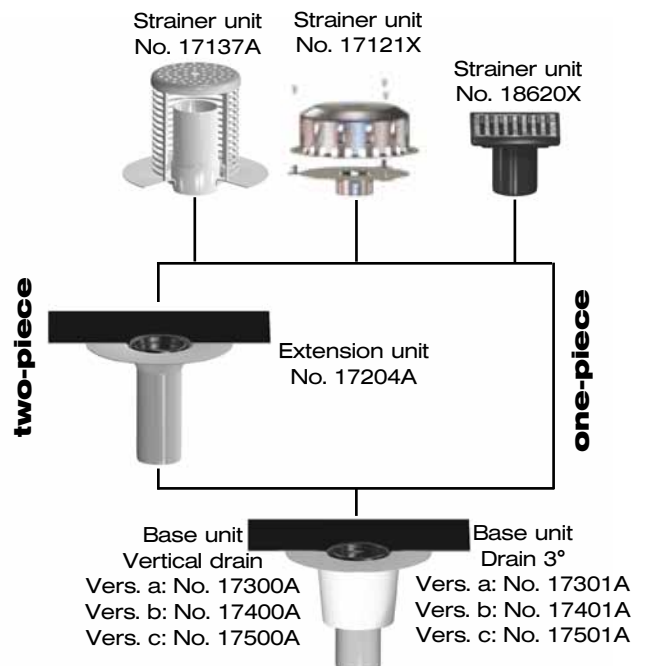 Strainer unit
No. 17137A
Strainer unit
No. 17121X
Strainer unit
No. 18620X
two-piece
one-piece
Extension unit
No. 17204A
Base unit
Vertical drain
Vers. a: No. 17300A
Vers. b: No. 17400A
Vers. c: No. 17500A
Base unit
Drain 3°
Vers. a: No. 17301A
Vers. b: No. 17401A
Vers. c: No. 17501A